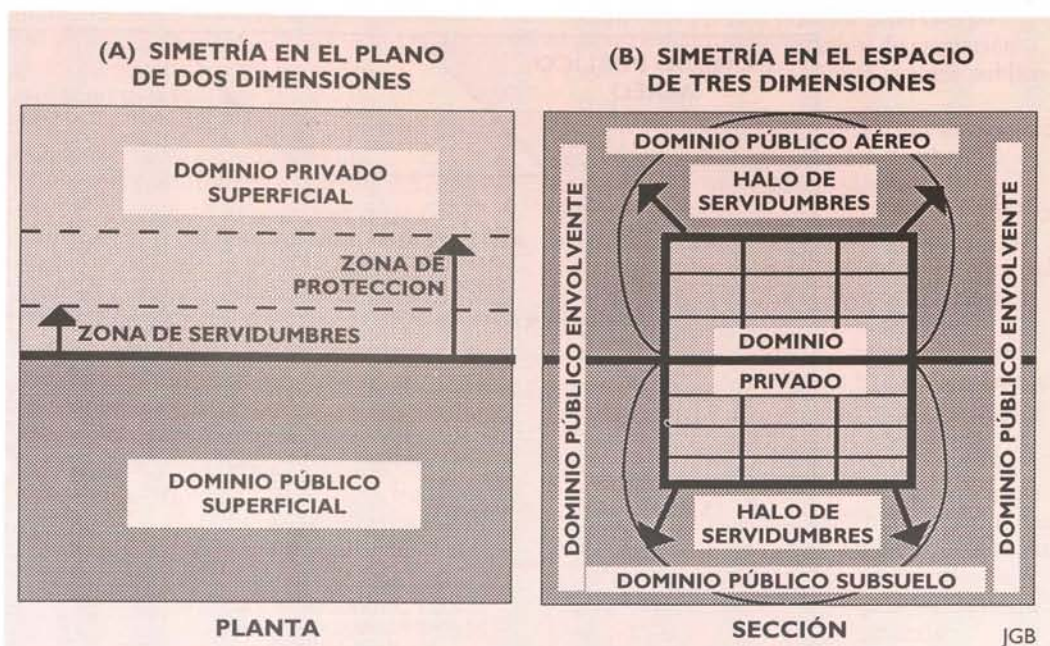 (A) SIMETRÍA EN EL PLANO
DE DOS DIMENSIONES
DOMINIO PRIVADO
SUPERFICIAL
ZONA DE
PROTECCION
ZONA DE SERVIDUMBRES
DOMINIO PÚBLICO
SUPERFICIAL
PLANTA
(B) SIMETRÍA EN EL ESPACIO
DE TRES DIMENSIONES
DOMINIO PÚBLICO AÉREO
HALO DE
SERVIDUMBRES
DOMINIO PÚBLICO ENVOLVENTE
DOMINIO
PRIVADO
DOMINIO PÚBLICO ENVOLVENTE
HALO DE
SERVIDUMBRES
DOMINIO PÚBLICO SUBSUELO
SECCIÓN
JGB